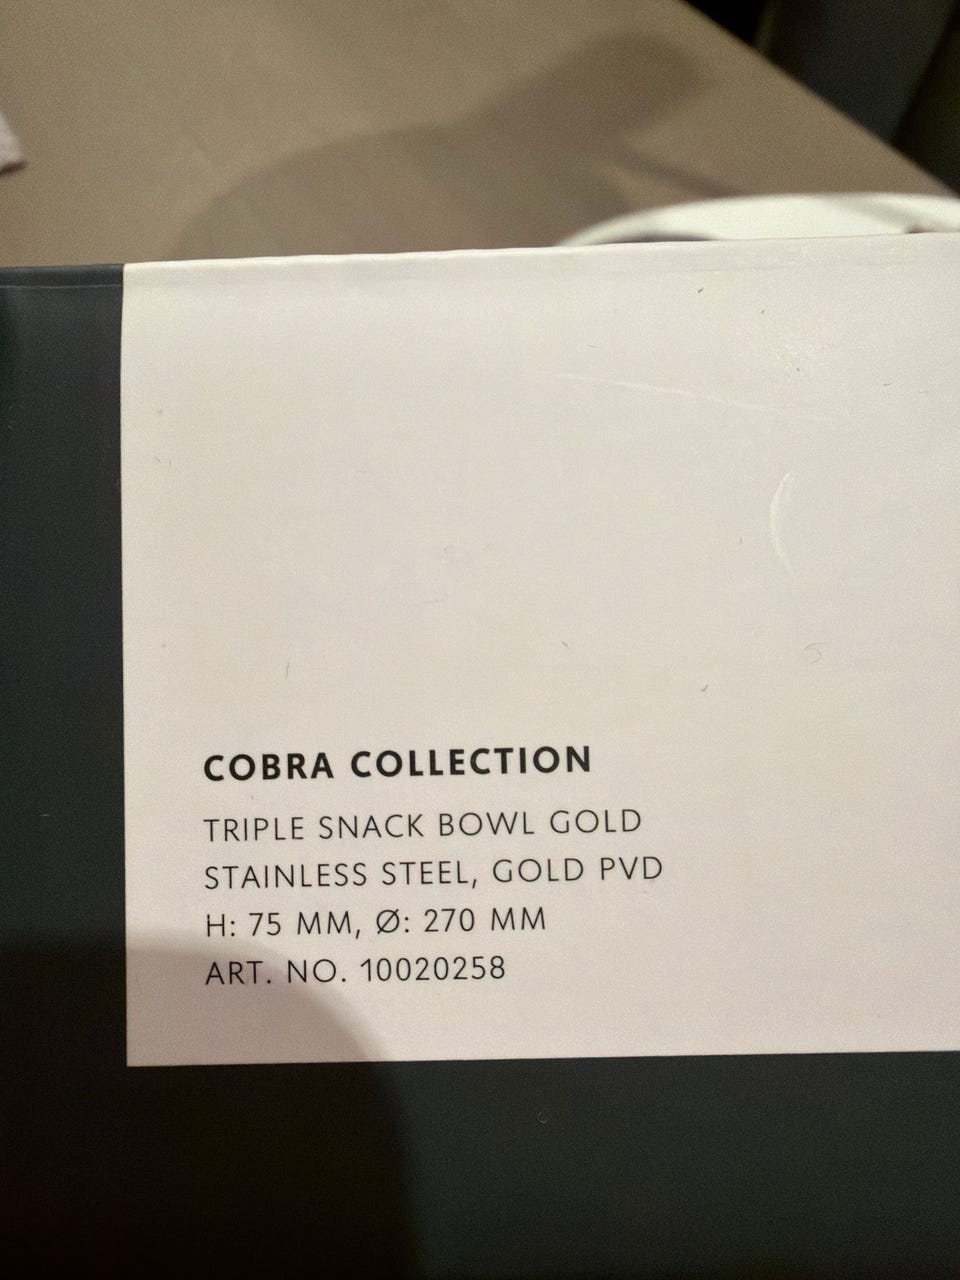 COBRA COLLECTION
TRIPLE SNACK BOWL GOLD
STAINLESS STEEL, GOLD PVD
H: 75 MM, Ø: 270 MM
ART. NO. 10020258